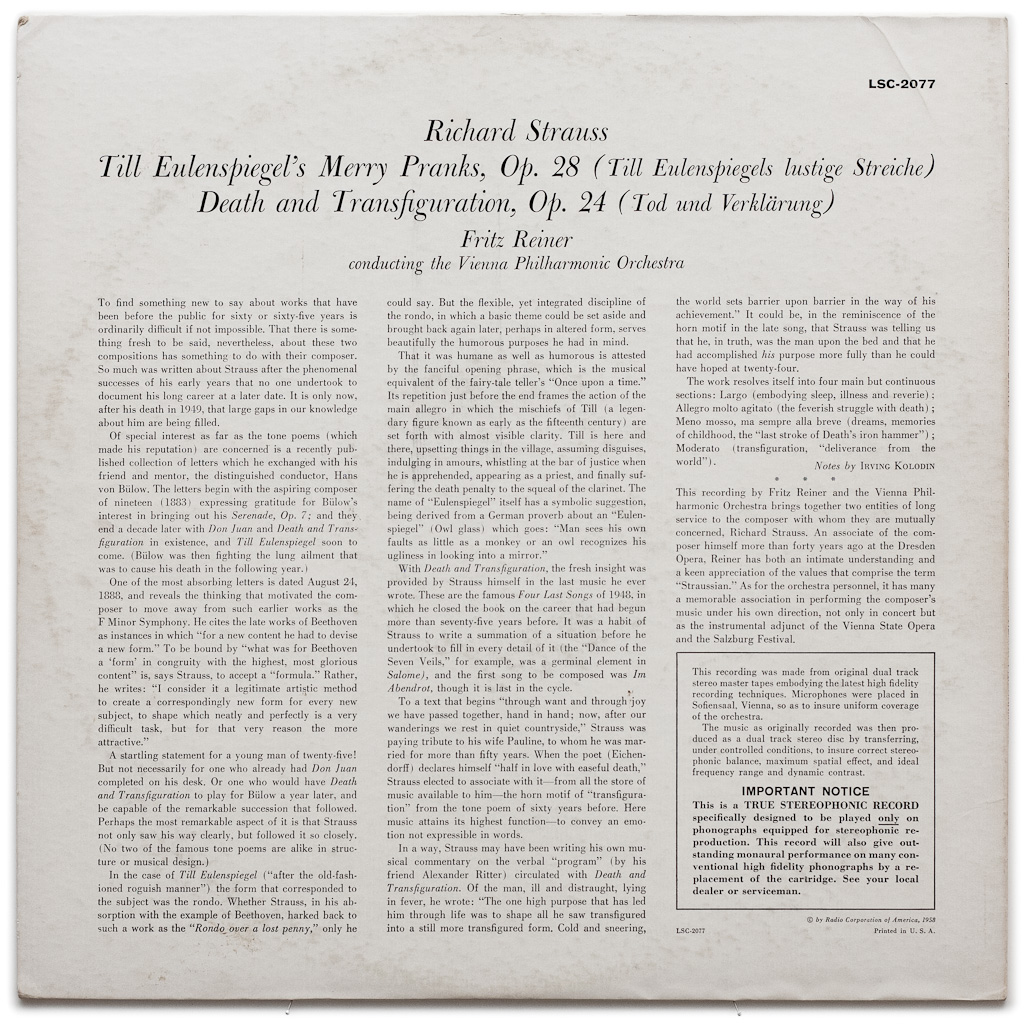 LSC-2077
Richard Strauss
Till Eulenspiegel's Merry Pranks, Op. 28 (Till Eulenspiegels lustige Streiche)
Death and Transfiguration, Op. 24 (Tod und Verklärung)
Fritz Reiner
conducting the Vienna Philharmonic Orchestra
To find something new to say about works that have
been before the public for sixty or sixty-five years is
ordinarily difficult if not impossible. That there is some-
thing fresh to be said, nevertheless, about these two
compositions has something to do with their composer.
So much was written about Strauss after the phenomenal
successes of his early years that no one undertook to
document his long career at a later date. It is only now,
after his death in 1949, that large gaps in our knowledge
about him are being filled.
Of special interest as far as the tone poems (which
made his reputation) are concerned is a recently pub-
lished collection of letters which he exchanged with his
friend and mentor, the distinguished conductor, Hans
von Bülow. The letters begin with the aspiring composer
of nineteen (1883) expressing gratitude for Bülow's
interest in bringing out his Serenade, Op. 7; and they
end a decade later with Don Juan and Death and Trans-
figuration in existence, and Till Eulenspiegel soon to
come. (Bülow was then fighting the lung ailment that
was to cause his death in the following year.)
One of the most absorbing letters is dated August 24,
1888, and reveals the thinking that motivated the com-
poser to move away from such earlier works as the
F Minor Symphony. He cites the late works of Beethoven
as instances in which "for a new content he had to devise
a new form." To be bound by "what was for Beethoven
a 'form' in congruity with the highest, most glorious
content" is, says Strauss, to accept a "formula." Rather,
he writes: "I consider it a legitimate artistic method
to create a correspondingly new form for every new
subject, to shape which neatly and perfectly is a very
difficult task, but for that very reason the more
attractive."
A startling statement for a young man of twenty-five!
But not necessarily for one who already had Don Juan
completed on his desk. Or one who would have Death
and Transfiguration to play for Bülow a year later, and
be capable of the remarkable succession that followed.
Perhaps the most remarkable aspect of it is that Strauss
not only saw his way clearly, but followed it so closely.
(No two of the famous tone poems are alike in struc-
ture or musical design.)
In the case of Till Eulenspiegel ("after the old-fash-
ioned roguish manner") the form that corresponded to
the subject was the rondo. Whether Strauss, in his ab-
sorption with the example of Beethoven, harked back to
such a work as the "Rondo over a lost penny," only he
could say. But the flexible, yet integrated discipline of
the rondo, in which a basic theme could be set aside and
brought back again later, perhaps in altered form, serves
beautifully the humorous purposes he had in mind.
That it was humane as well as humorous is attested
by the fanciful opening phrase, which is the musical
equivalent of the fairy-tale teller's "Once upon a time."
Its repetition just before the end frames the action of the
main allegro in which the mischiefs of Till (a legen-
dary figure known as early as the fifteenth century) are
set forth with almost visible clarity. Till is here and
there, upsetting things in the village, assuming disguises,
indulging in amours, whistling at the bar of justice when
he is apprehended, appearing as a priest, and finally suf-
fering the death penalty to the squeal of the clarinet. The
name of "Eulenspiegel" itself has a symbolic suggestion,
being derived from a German proverb about an "Eulen-
spiegel" (Owl glass) which goes: "Man sees his own
faults as little as a monkey or an owl recognizes his
ugliness in looking into a mirror."
With Death and Transfiguration, the fresh insight was
provided by Strauss himself in the last music he ever
wrote. These are the famous Four Last Songs of 1948, in
which he closed the book on the career that had begun
more than seventy-five years before. It was a habit of
Strauss to write a summation of a situation before he
undertook to fill in every detail of it (the "Dance of the
Seven Veils," for example, was a germinal element in
Salome), and the first song to be composed was Im
Abendrot, though it is last in the cycle.
To a text that begins "through want and through joy
we have passed together, hand in hand; now, after our
wanderings we rest in quiet countryside," Strauss was
paying tribute to his wife Pauline, to whom he was mar-
ried for more than fifty years. When the poet (Eichen-
dorff) declares himself "half in love with easeful death,"
Strauss elected to associate with it—from all the store of
music available to him—the horn motif of "transfigura-
tion" from the tone poem of sixty years before. Here
music attains its highest function—to convey an emo-
tion not expressible in words.
In a way, Strauss may have been writing his own mu-
sical commentary on the verbal "program" (by his
friend Alexander Ritter) circulated with Death and
Transfiguration. Of the man, ill and distraught, lying
in fever, he wrote: "The one high purpose that has led
him through life was to shape all he saw transfigured
into a still more transfigured form. Cold and sneering,
the world sets barrier upon barrier in the way of his
achievement." It could be, in the reminiscence of the
horn motif in the late song, that Strauss was telling us
that he, in truth, was the man upon the bed and that he
had accomplished his purpose more fully than he could
have hoped at twenty-four.
The work resolves itself into four main but continuous
sections: Largo (embodying sleep, illness and reverie);
Allegro molto agitato (the feverish struggle with death);
Meno mosso, ma sempre alla breve (dreams, memories
of childhood, the "last stroke of Death's iron hammer");
Moderato (transfiguration, "deliverance from the
world").
Notes by IRVING KOLODIN
* * *
This recording by Fritz Reiner and the Vienna Phil-
harmonic Orchestra brings together two entities of long
service to the composer with whom they are mutually
concerned, Richard Strauss. An associate of the com-
poser himself more than forty years ago at the Dresden
Opera, Reiner has both an intimate understanding and
a keen appreciation of the values that comprise the term
"Straussian." As for the orchestra personnel, it has many
a memorable association in performing the composer's
music under his own direction, not only in concert but
as the instrumental adjunct of the Vienna State Opera
and the Salzburg Festival.
This recording was made from original dual track
stereo master tapes embodying the latest high fidelity
recording techniques. Microphones were placed in
Sofiensaal, Vienna, so as to insure uniform coverage
of the orchestra.
The music as originally recorded was then pro-
duced as a dual track stereo disc by transferring,
under controlled conditions, to insure correct stereo-
phonic balance, maximum spatial effect, and ideal
frequency range and dynamic contrast.
IMPORTANT NOTICE
This is a TRUE STEREOPHONIC RECORD
specifically designed to be played only on
phonographs equipped for stereophonic re-
production. This record will also give out-
standing monaural performance on many con-
ventional high fidelity phonographs by a re-
placement of the cartridge. See your local
dealer or serviceman.
© by Radio Corporation of America, 1958
LSC-2077 Printed in U. S. A.